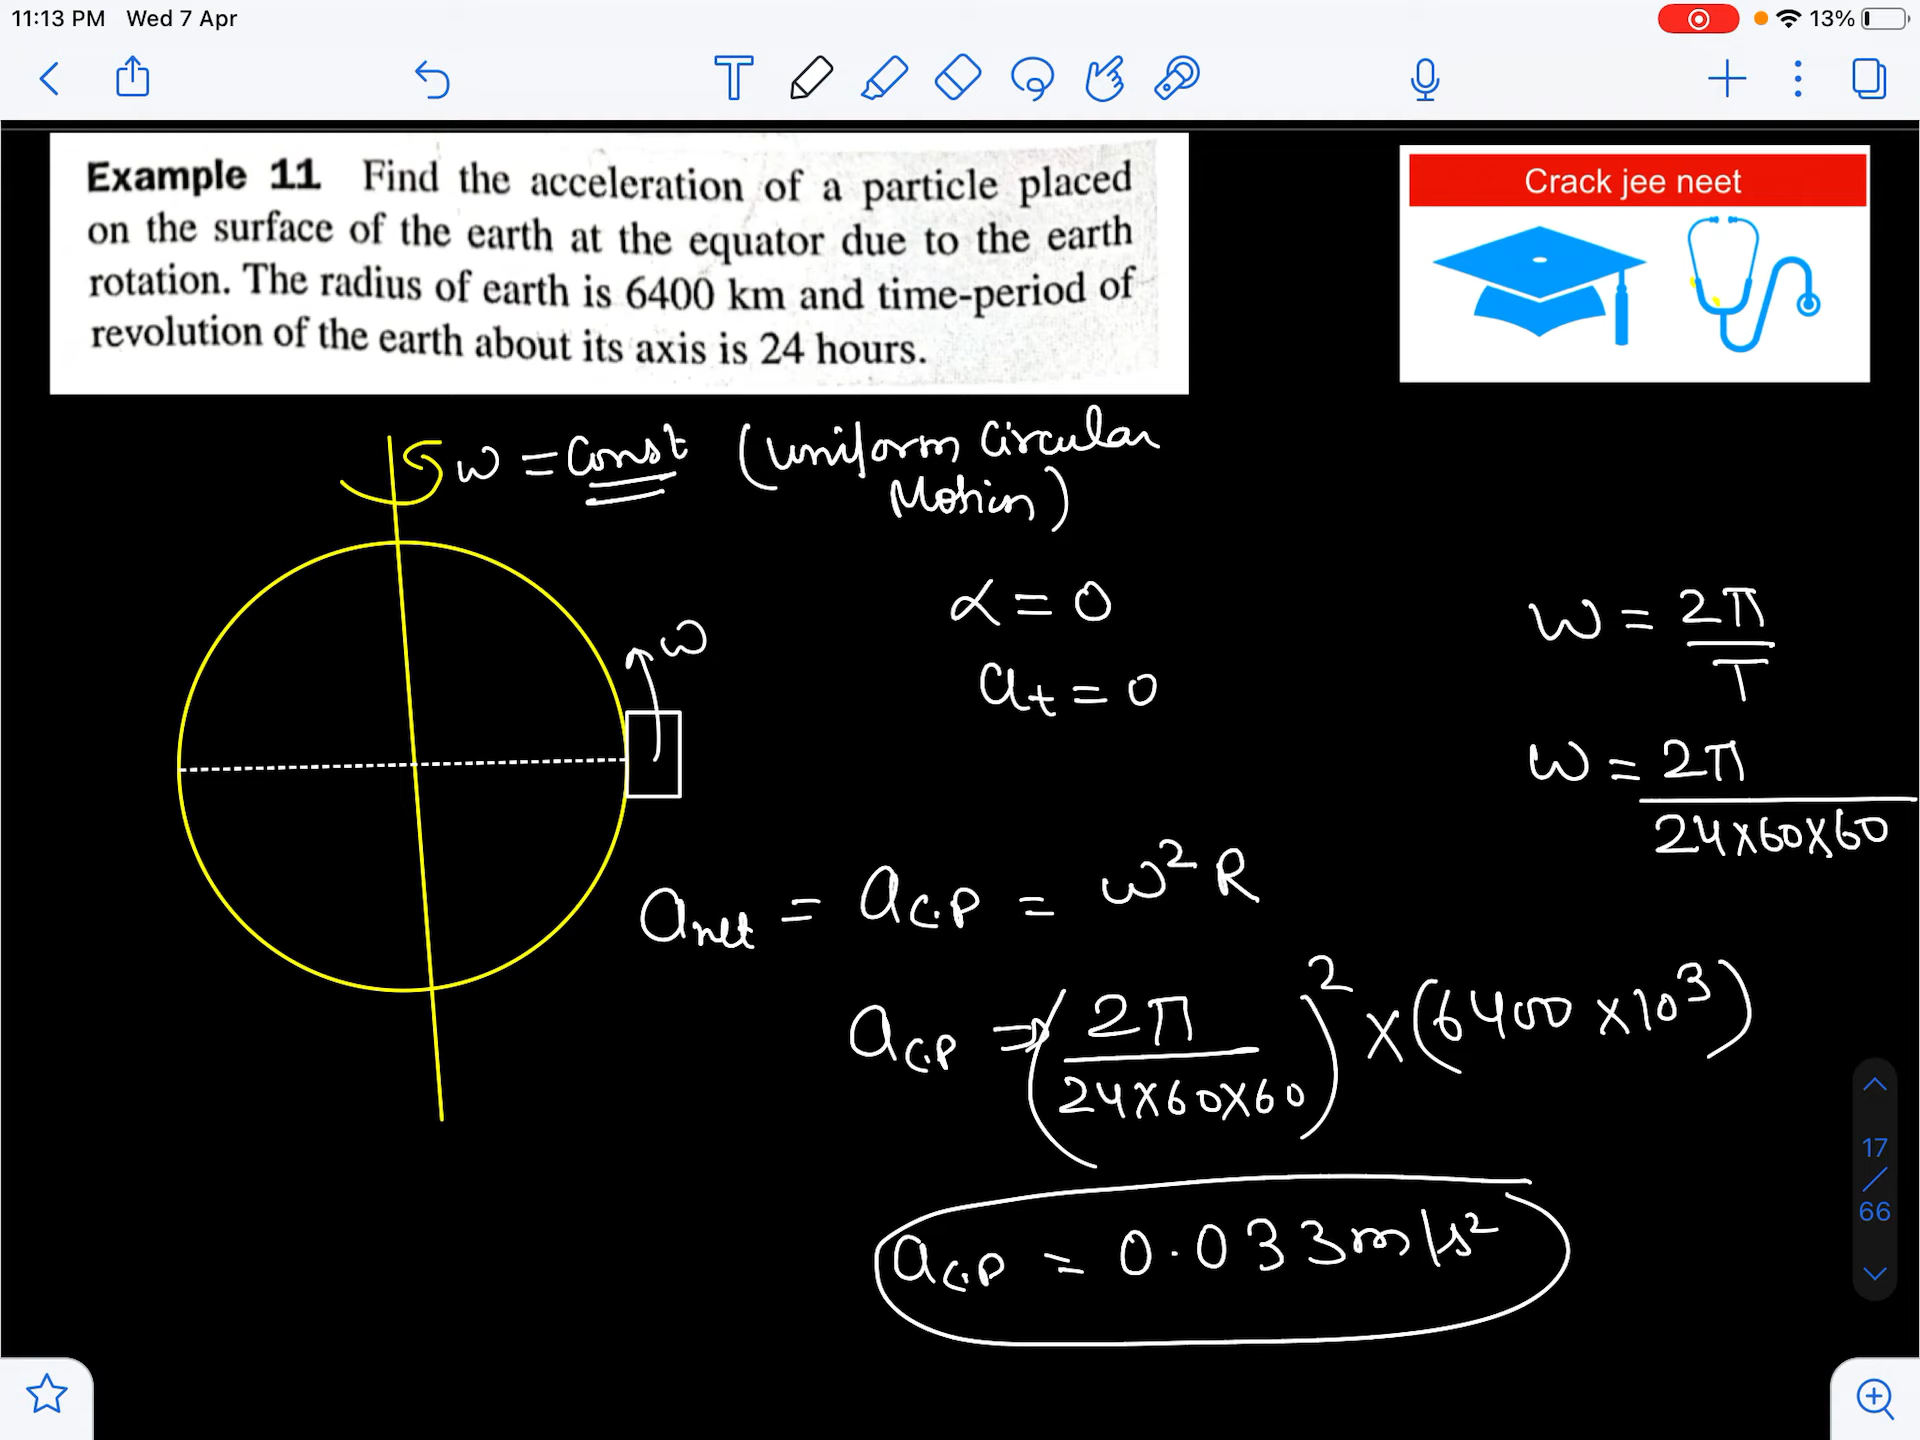 11:13 PM Wed 7 Apr
13%
T
Example 11 Find the acceleration of a particle placed
on the surface of the earth at the equator due to the earth
rotation. The radius of earth is 6400 km and time-period of
revolution of the earth about its axis is 24 hours.
Crack jee neet
ω = Const (Uniform Circular
Motion)
α = 0
a_t = 0
ω
ω = 2π
T
ω = 2π
24×60×60
a_net = a_C.P = ω² R
a_C.P ⇒ (2π / 24×60×60)² × (6400 × 10³)
a_C.P = 0.033 m/s²
17
/
66